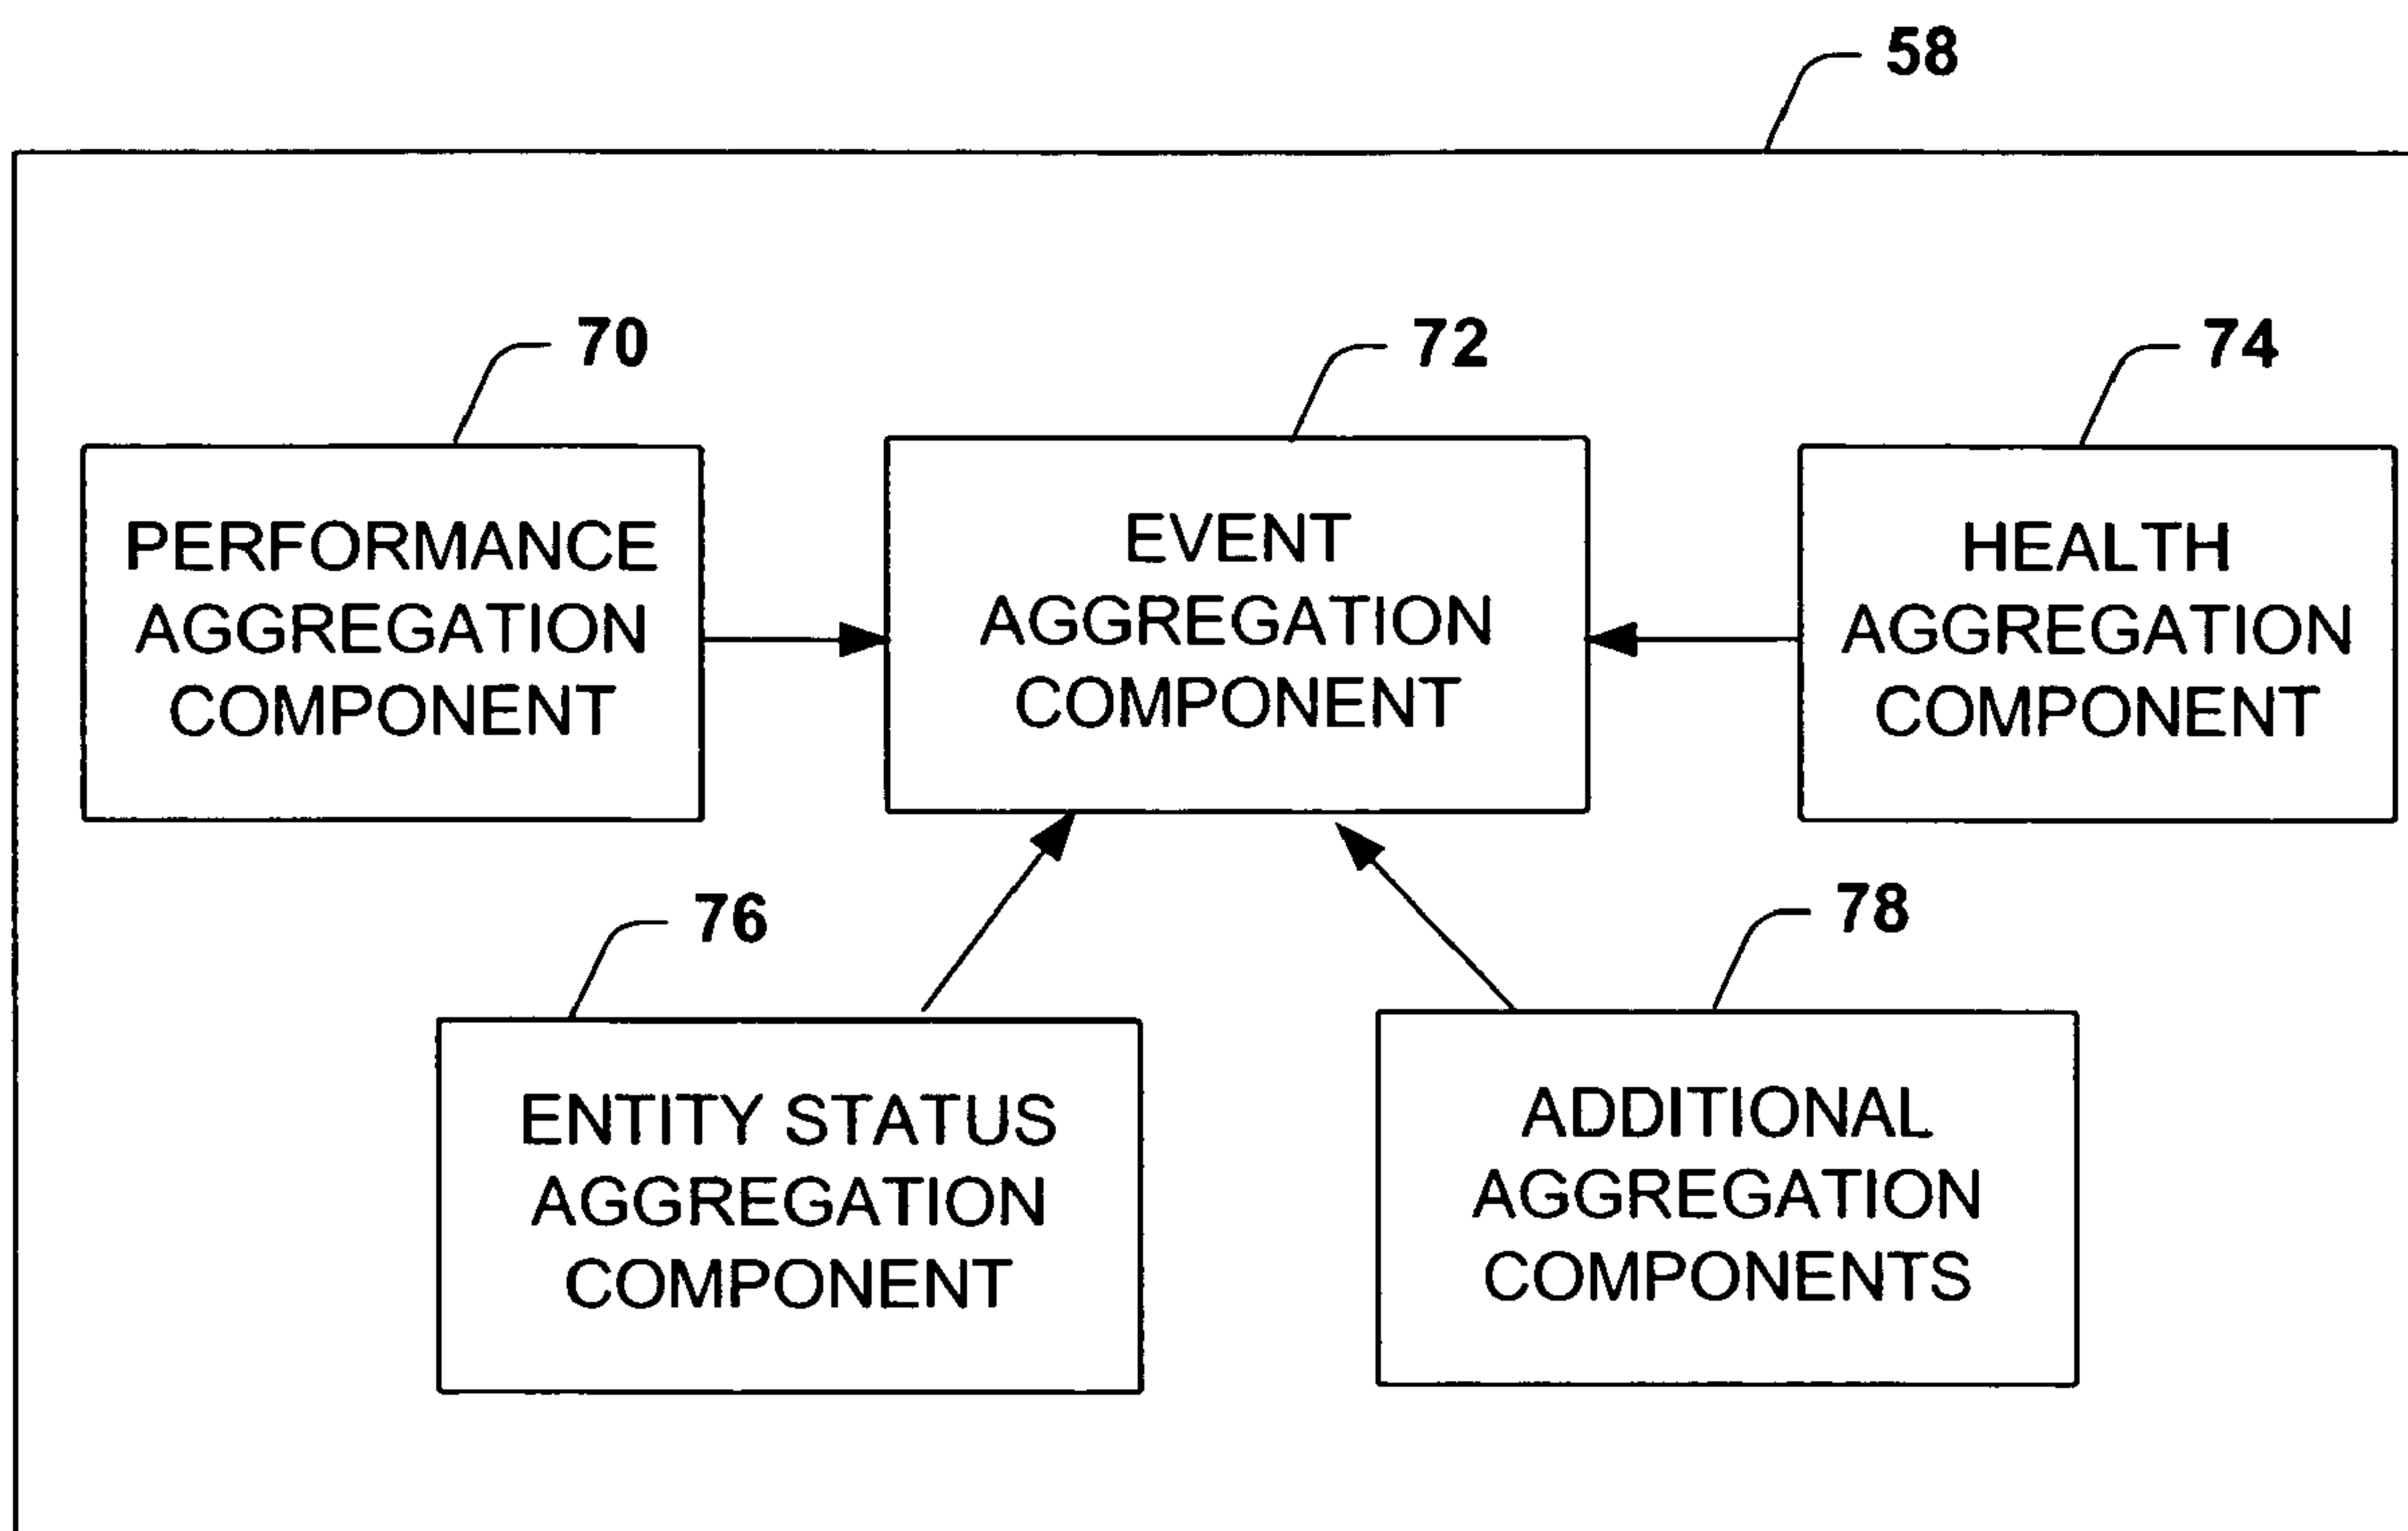 58
70
PERFORMANCE
AGGREGATION
COMPONENT
72
EVENT
AGGREGATION
COMPONENT
74
HEALTH
AGGREGATION
COMPONENT
76
ENTITY STATUS
AGGREGATION
COMPONENT
78
ADDITIONAL
AGGREGATION
COMPONENTS